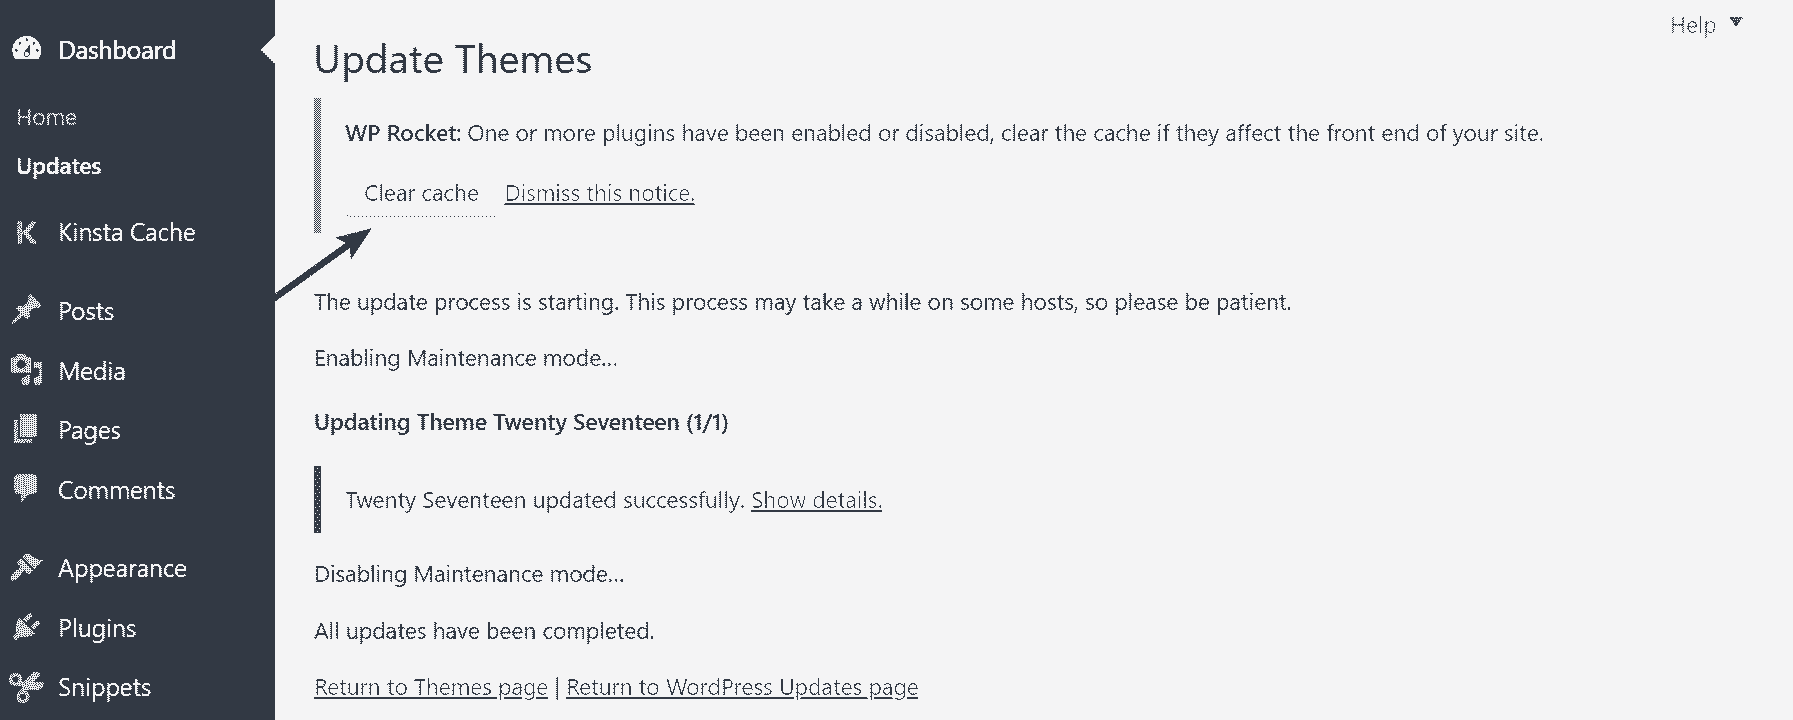 Dashboard
Home
Updates
Kinsta Cache
Posts
Media
Pages
Comments
Appearance
Plugins
Snippets
Help
Update Themes
WP Rocket: One or more plugins have been enabled or disabled, clear the cache if they affect the front end of your site.
Clear cache Dismiss this notice.
The update process is starting. This process may take a while on some hosts, so please be patient.
Enabling Maintenance mode...
Updating Theme Twenty Seventeen (1/1)
Twenty Seventeen updated successfully. Show details.
Disabling Maintenance mode...
All updates have been completed.
Return to Themes page | Return to WordPress Updates page